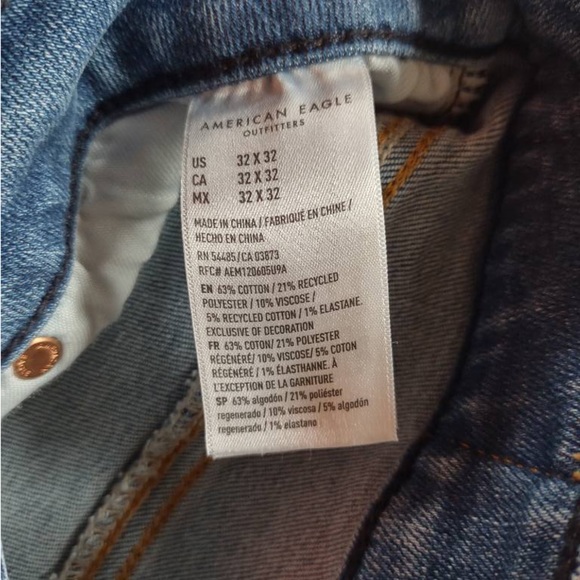 AMERICAN EAGLE
OUTFITTERS
US 32 X 32
CA 32 X 32
MX 32 X 32
MADE IN CHINA / FABRIQUÉ EN CHINE /
HECHO EN CHINA
RN 54485 / CA 03873
RFC# AEM120605U9A
EN 63% COTTON / 21% RECYCLED
POLYESTER / 10% VISCOSE /
5% RECYCLED COTTON / 1% ELASTANE.
EXCLUSIVE OF DECORATION
FR 63% COTON/ 21% POLYESTER
RÉGÉNÉRÉ/ 10% VISCOSE/ 5% COTON
RÉGÉNÉRÉ / 1% ÉLASTHANNE. À
L'EXCEPTION DE LA GARNITURE
SP 63% algodón / 21% poliéster
regenerado / 10% viscosa / 5% algodón
regenerado / 1% elastano